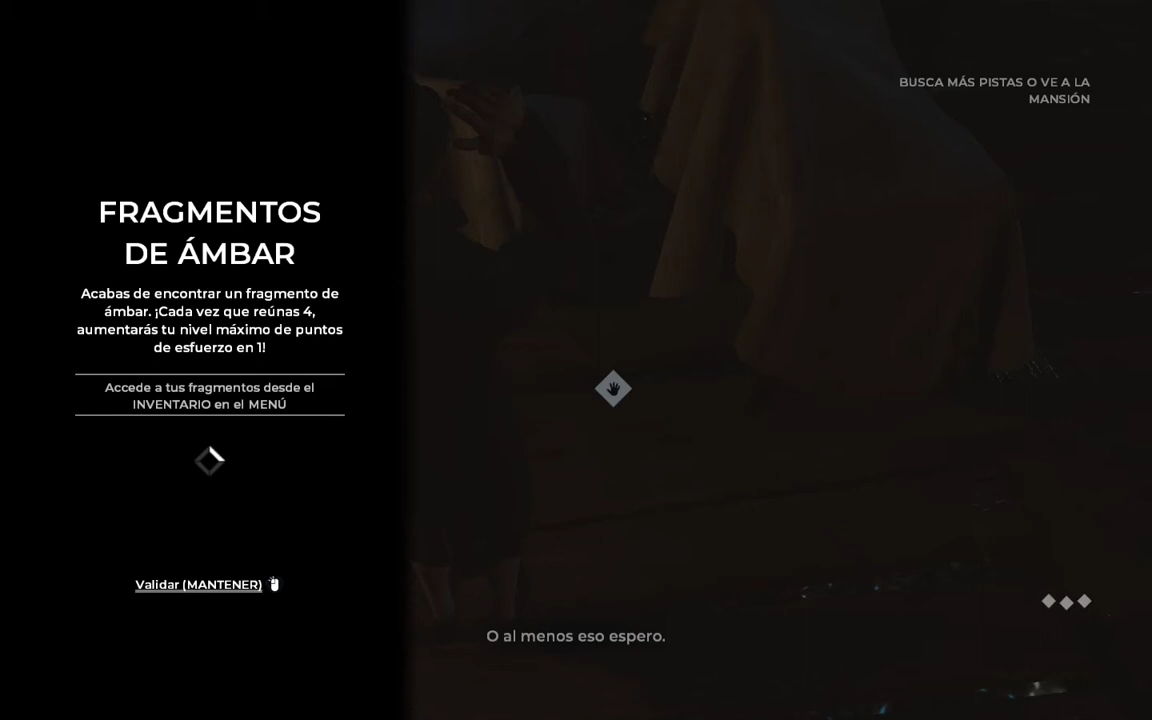 BUSCA MÁS PISTAS O VE A LA
MANSIÓN
FRAGMENTOS
DE ÁMBAR
Acabas de encontrar un fragmento de
ámbar. ¡Cada vez que reúnas 4,
aumentarás tu nivel máximo de puntos
de esfuerzo en 1!
Accede a tus fragmentos desde el
INVENTARIO en el MENÚ
Validar (MANTENER)
O al menos eso espero.